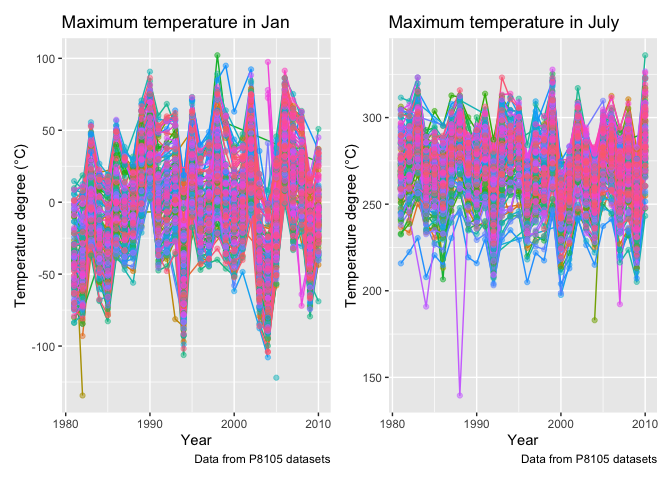 Maximum temperature in Jan
Temperature degree (°C)
100
50
0
-50
-100
1980
1990
2000
2010
Year
Data from P8105 datasets
Maximum temperature in July
Temperature degree (°C)
300
250
200
150
1980
1990
2000
2010
Year
Data from P8105 datasets